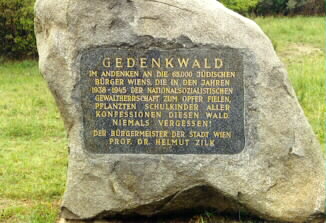 GEDENKWALD
IM ANDENKEN AN DIE 65.000 JÜDISCHEN
BÜRGER WIENS, DIE IN DEN JAHREN
1938-1945 DER NATIONALSOZIALISTISCHEN
GEWALTHERRSCHAFT ZUM OPFER FIELEN,
PFLANZTEN SCHULKINDER ALLER
KONFESSIONEN DIESEN WALD.
NIEMALS VERGESSEN!
DER BÜRGERMEISTER DER STADT WIEN
PROF. DR. HELMUT ZILK